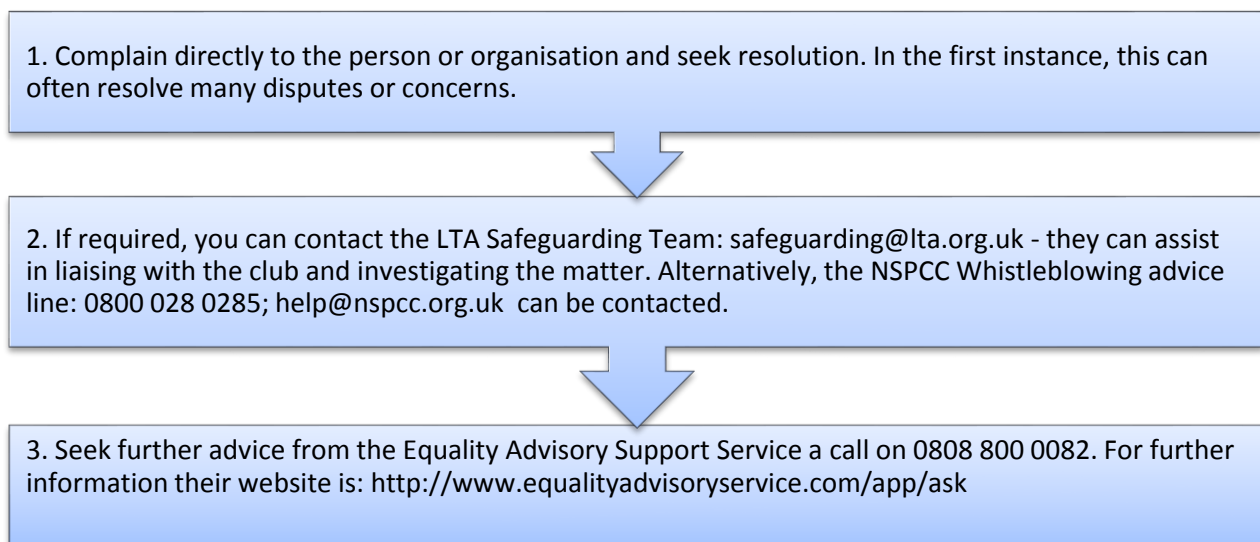 1. Complain directly to the person or organisation and seek resolution. In the first instance, this can
often resolve many disputes or concerns.
2. If required, you can contact the LTA Safeguarding Team: safeguarding@lta.org.uk - they can assist
in liaising with the club and investigating the matter. Alternatively, the NSPCC Whistleblowing advice
line: 0800 028 0285; help@nspcc.org.uk  can be contacted.
3. Seek further advice from the Equality Advisory Support Service a call on 0808 800 0082. For further
information their website is: http://www.equalityadvisoryservice.com/app/ask